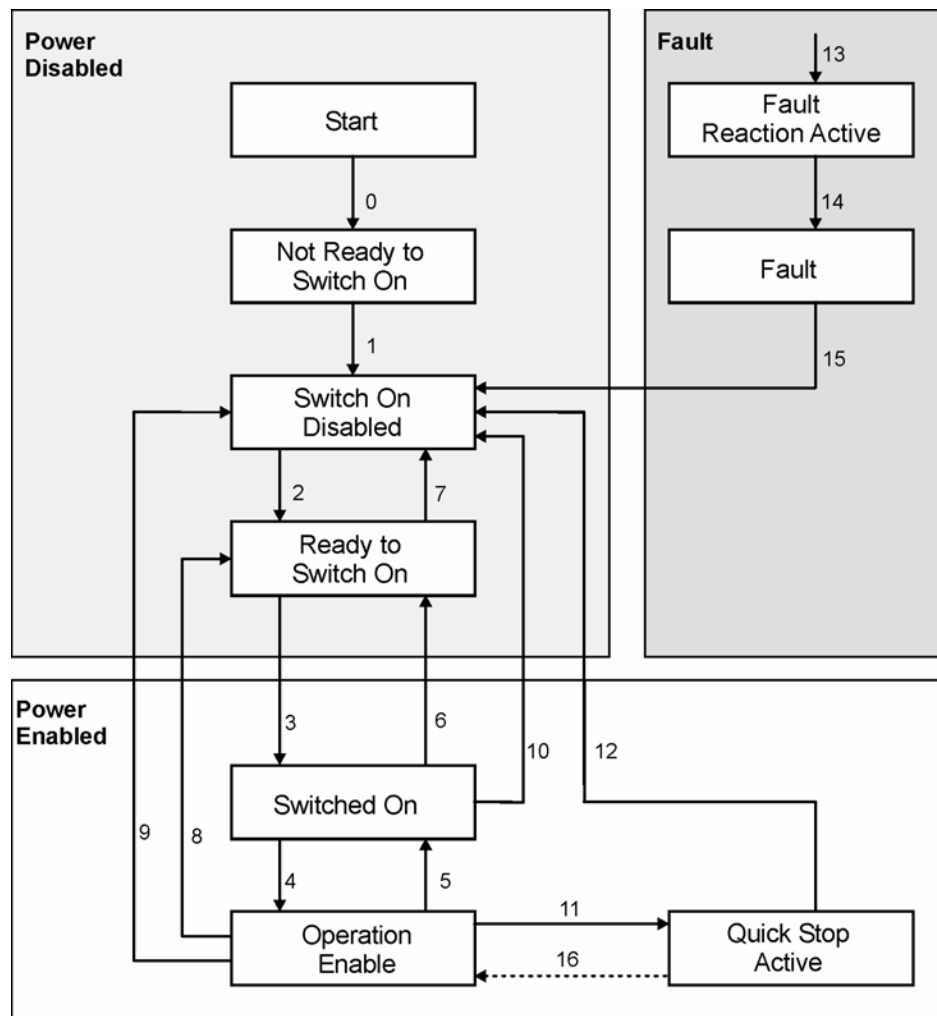 Power
Disabled
Start
0
Not Ready to
Switch On
1
Switch On
Disabled
2
7
Ready to
Switch On
Fault
13
Fault
Reaction Active
14
Fault
15
Power
Enabled
3
6
10
12
Switched On
9
8
4
5
11
Operation
Enable
16
Quick Stop
Active